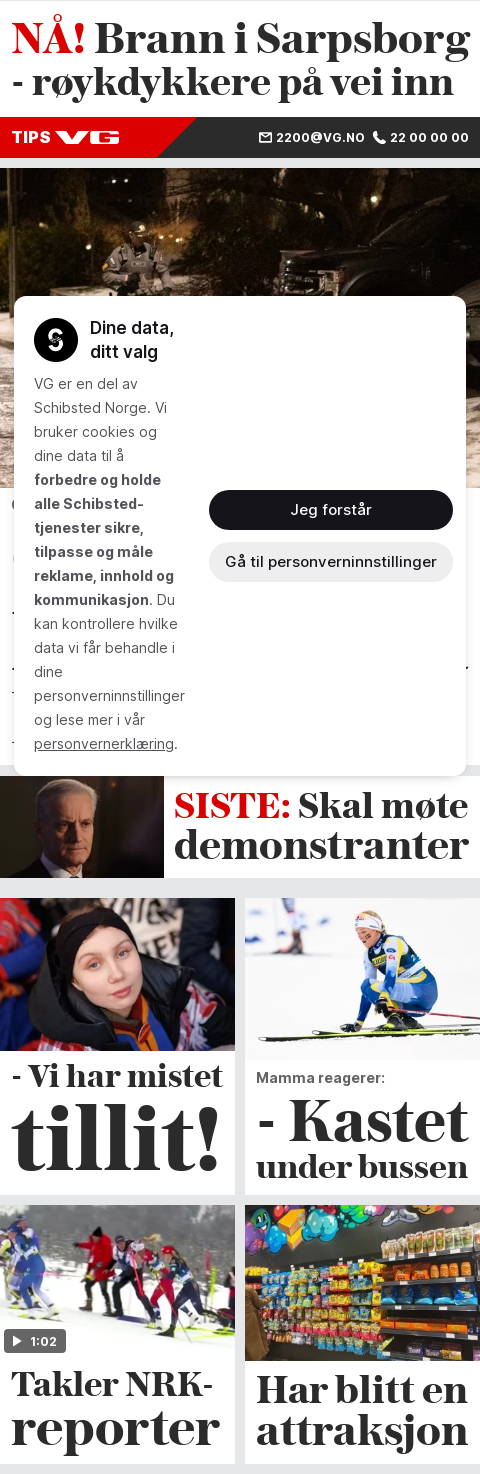 NÅ! Brann i Sarpsborg
- røykdykkere på vei inn
TIPS VG
2200@VG.NO 22 00 00 00
Dine data,
ditt valg
VG er en del av
Schibsted Norge. Vi
bruker cookies og
dine data til å
forbedre og holde
alle Schibsted-
tjenester sikre,
tilpasse og måle
reklame, innhold og
kommunikasjon. Du
kan kontrollere hvilke
data vi får behandle i
dine
personverninnstillinger
og lese mer i vår
personvernerklæring.
Jeg forstår
Gå til personverninnstillinger
SISTE: Skal møte
demonstranter
- Vi har mistet
tillit!
Mamma reagerer:
- Kastet
under bussen
1:02
Takler NRK-
reporter
Har blitt en
attraksjon